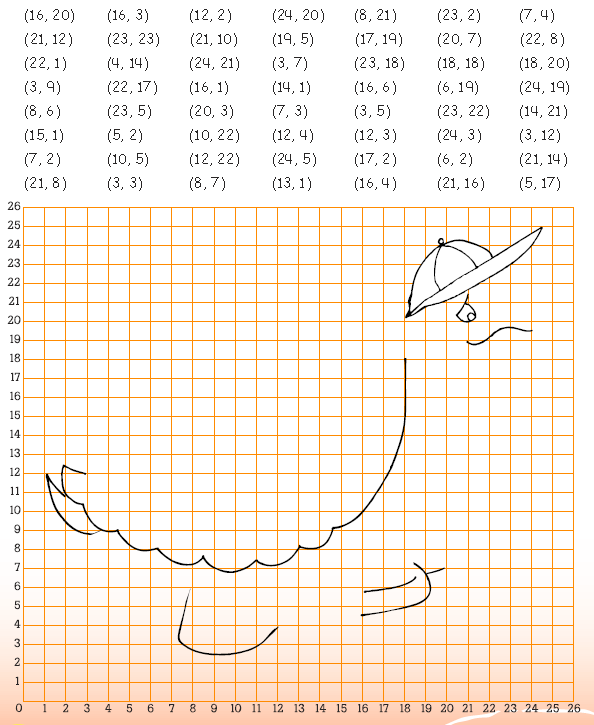 (16, 20) (16, 3) (12, 2) (24, 20) (8, 21) (23, 2) (7, 4)
(21, 12) (23, 23) (21, 10) (19, 5) (17, 19) (20, 7) (22, 8)
(22, 1) (4, 14) (24, 21) (3, 7) (23, 18) (18, 18) (18, 20)
(3, 9) (22, 17) (16, 1) (14, 1) (16, 6) (6, 19) (24, 19)
(8, 6) (23, 5) (20, 3) (7, 3) (3, 5) (23, 22) (14, 21)
(15, 1) (5, 2) (10, 22) (12, 4) (12, 3) (24, 3) (3, 12)
(7, 2) (10, 5) (12, 22) (24, 5) (17, 2) (6, 2) (21, 14)
(21, 8) (3, 3) (8, 7) (13, 1) (16, 4) (21, 16) (5, 17)
26
25
24
23
22
21
20
19
18
17
16
15
14
13
12
11
10
9
8
7
6
5
4
3
2
1
0 1 2 3 4 5 6 7 8 9 10 11 12 13 14 15 16 17 18 19 20 21 22 23 24 25 26